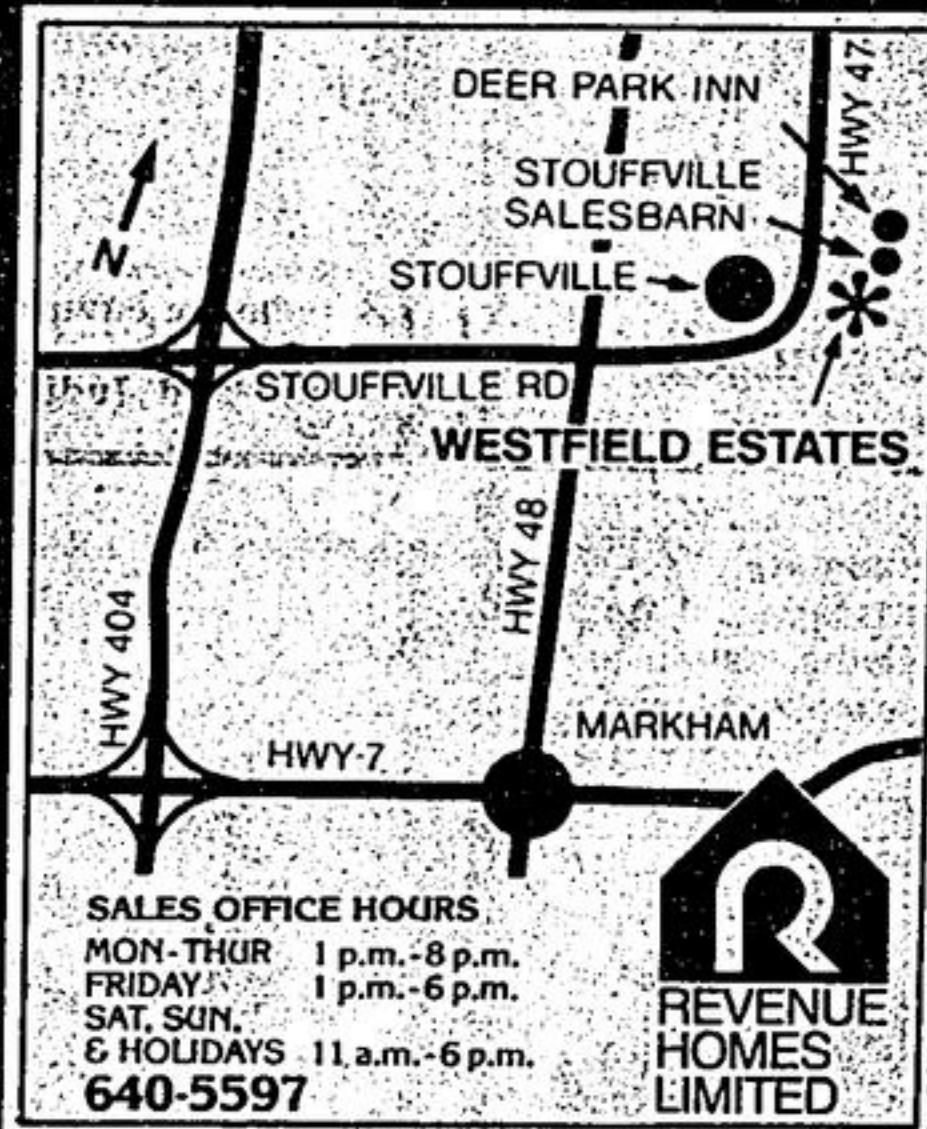 DEER PARK INN
HWY 47
STOUFFVILLE
SALESBARN
STOUFFVILLE
N
STOUFFVILLE RD
WESTFIELD ESTATES
HWY 48
HWY 404
MARKHAM
HWY-7
SALES OFFICE HOURS
MON-THUR 1 p.m.-8 p.m.
FRIDAY 1 p.m.-6 p.m.
SAT. SUN.
& HOLIDAYS 11 a.m.-6 p.m.
640-5597
R
REVENUE
HOMES
LIMITED